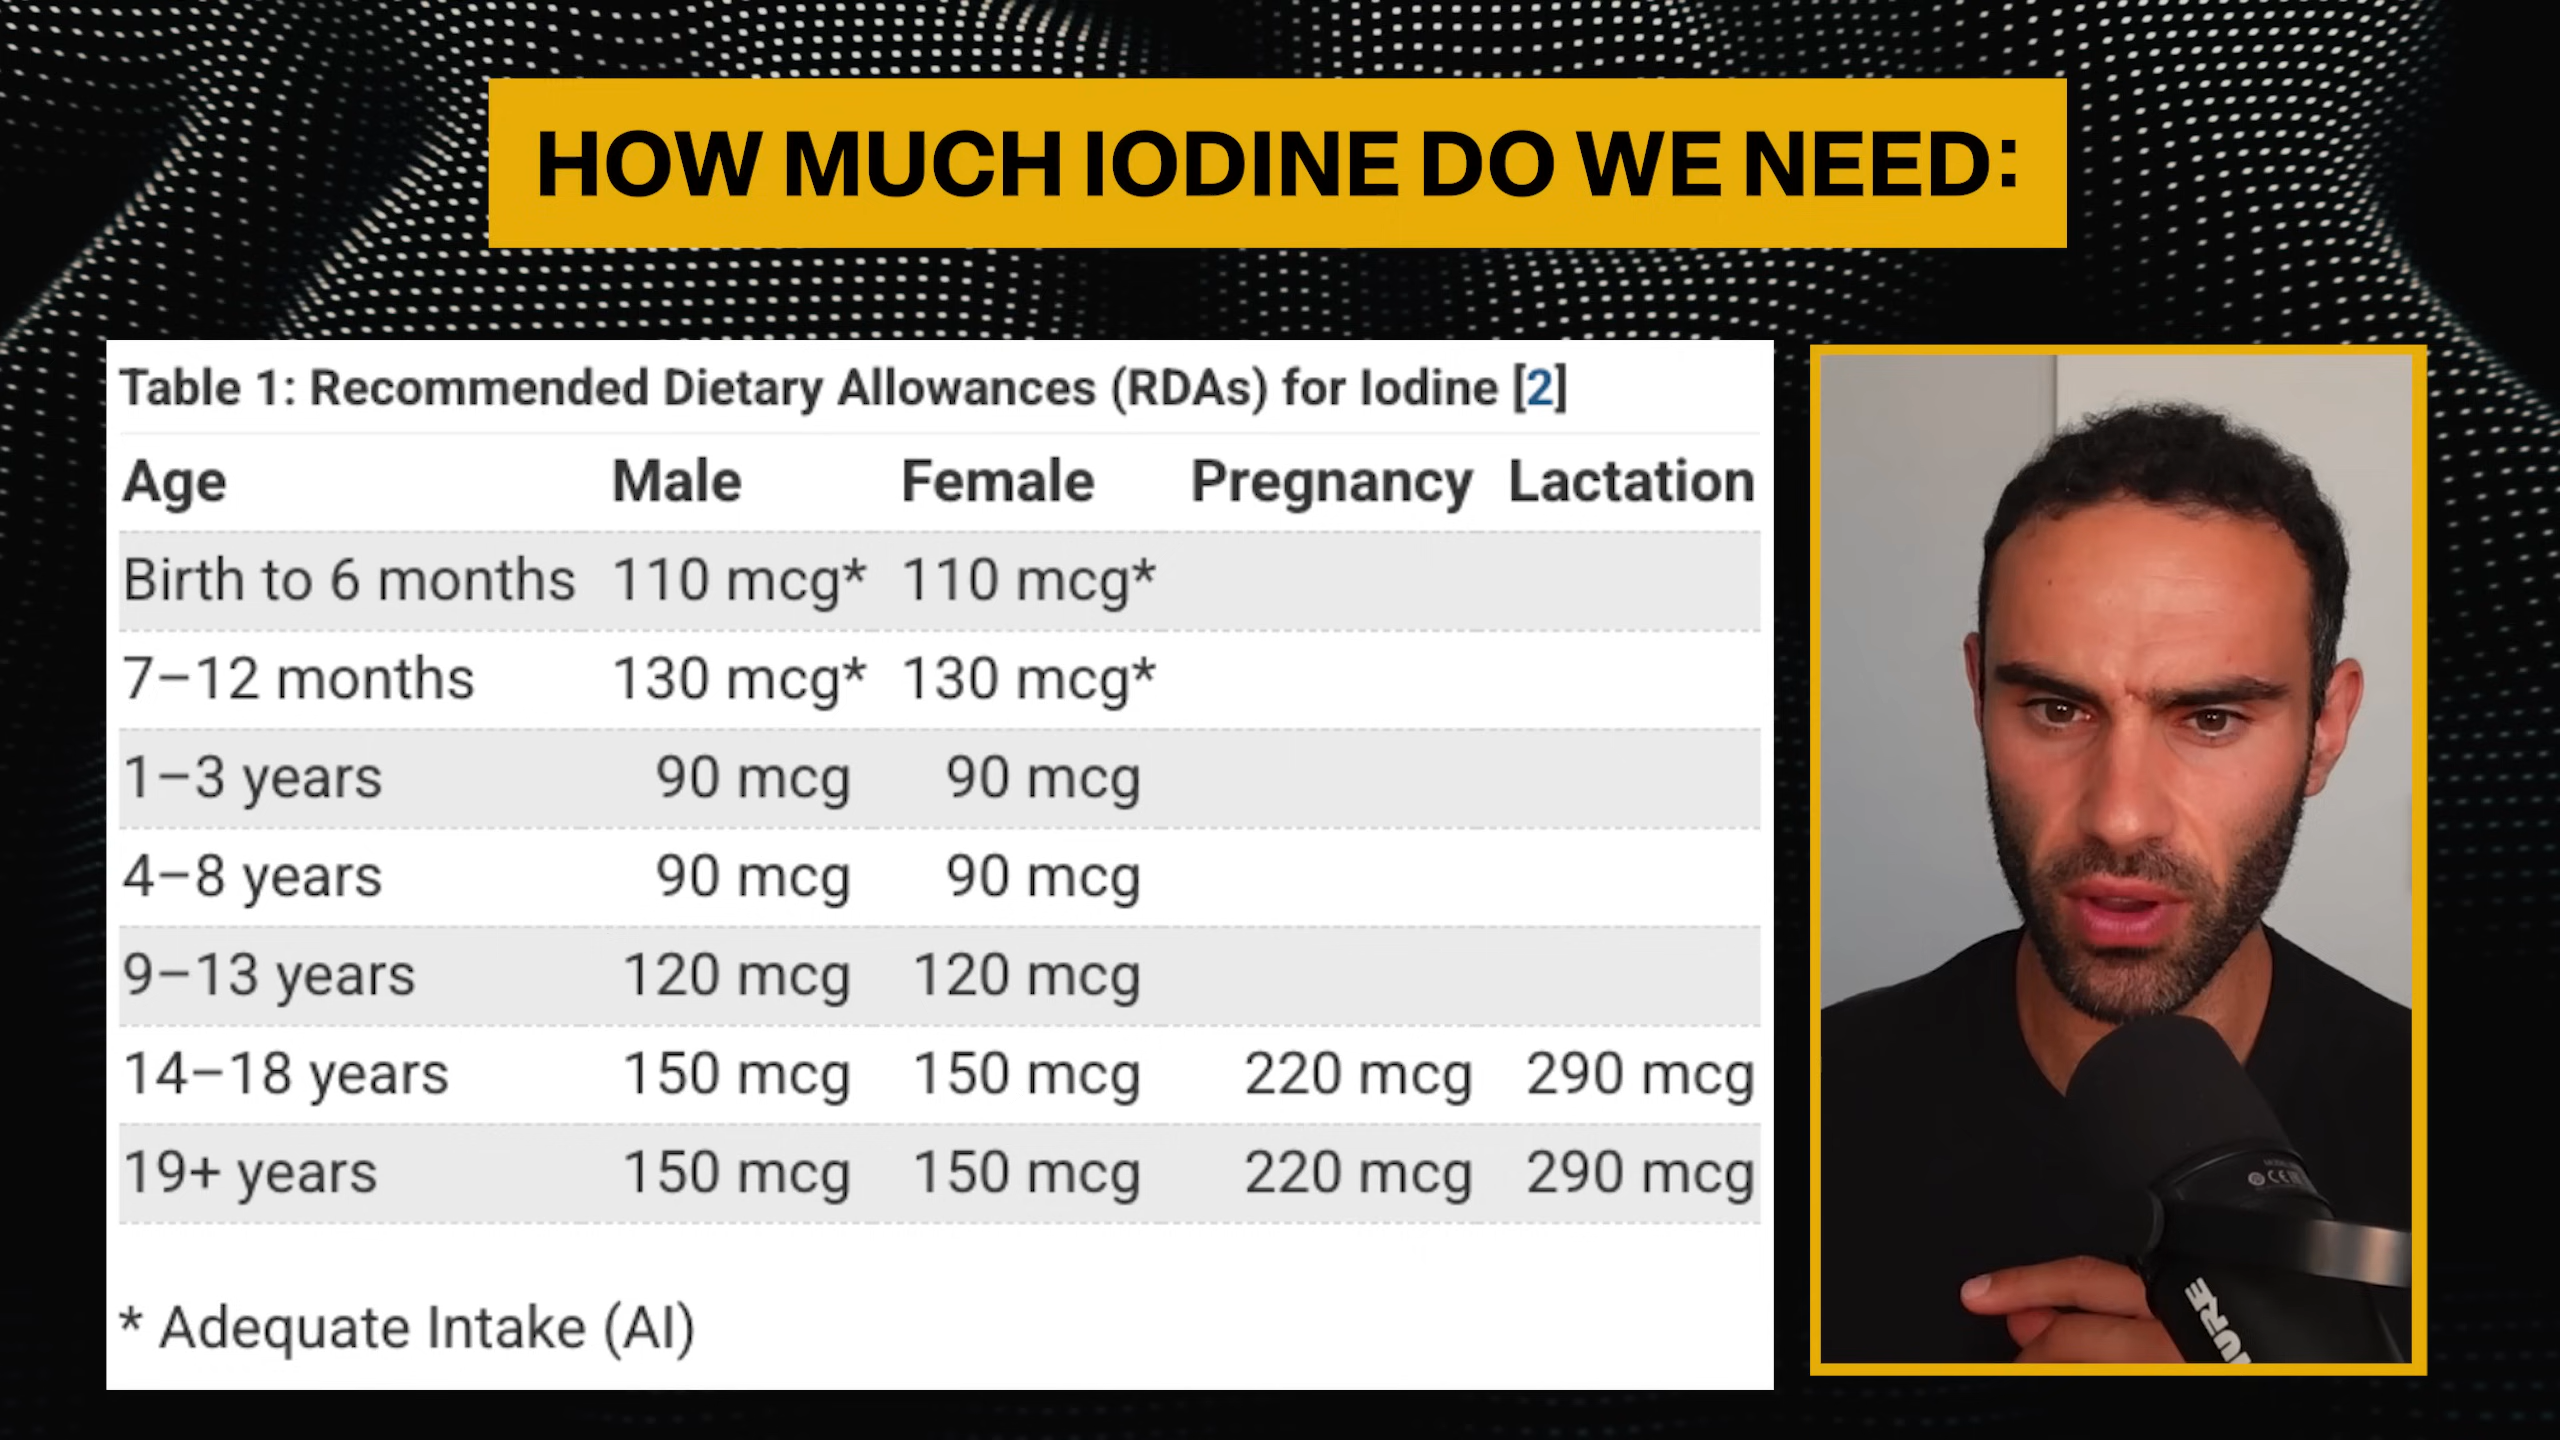 HOW MUCH IODINE DO WE NEED:
Table 1: Recommended Dietary Allowances (RDAs) for Iodine [2]
Age Male Female Pregnancy Lactation
Birth to 6 months 110 mcg* 110 mcg*
7–12 months 130 mcg* 130 mcg*
1–3 years 90 mcg 90 mcg
4–8 years 90 mcg 90 mcg
9–13 years 120 mcg 120 mcg
14–18 years 150 mcg 150 mcg 220 mcg 290 mcg
19+ years 150 mcg 150 mcg 220 mcg 290 mcg
* Adequate Intake (AI)